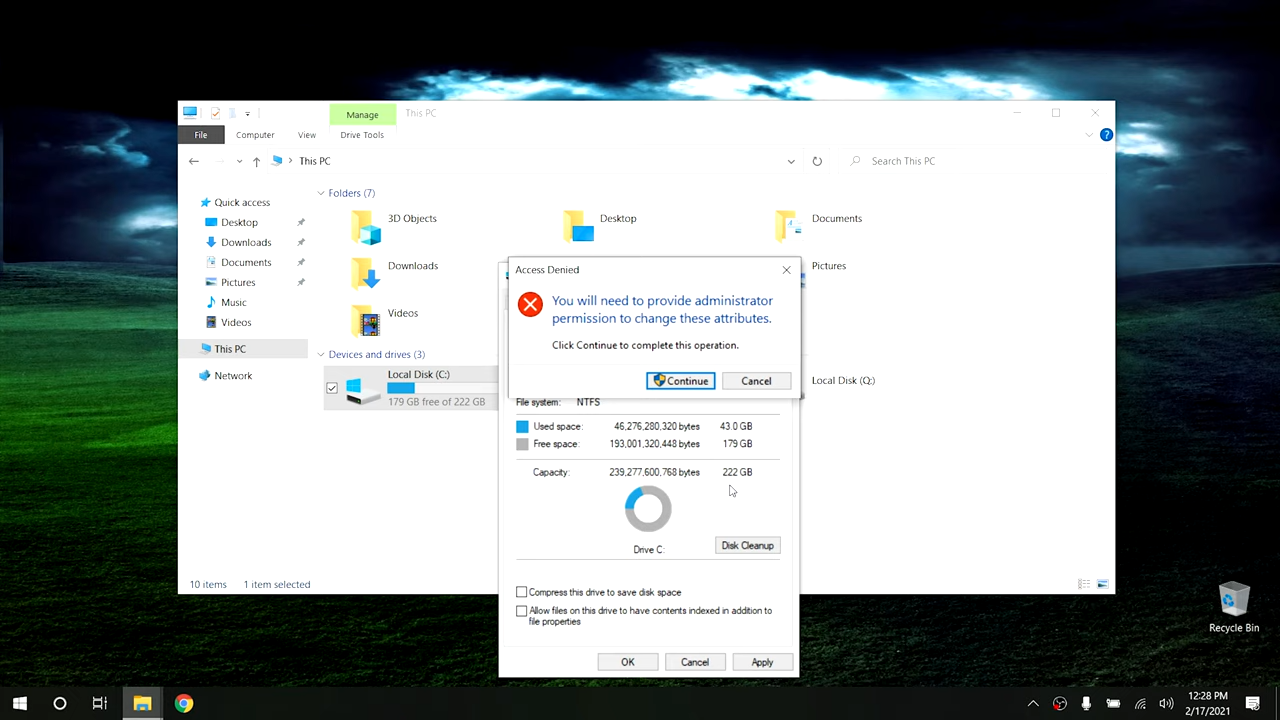 Manage
This PC
File
Computer
View
Drive Tools
This PC
Search This PC
Quick access
Desktop
Downloads
Documents
Pictures
Music
Videos
This PC
Network
Folders (7)
3D Objects
Desktop
Documents
Downloads
Pictures
Videos
Devices and drives (3)
Local Disk (C:)
179 GB free of 222 GB
Local Disk (Q:)
Access Denied
You will need to provide administrator
permission to change these attributes.
Click Continue to complete this operation.
Continue
Cancel
File system: NTFS
Used space: 46,276,280,320 bytes 43.0 GB
Free space: 193,001,320,448 bytes 179 GB
Capacity: 239,277,600,768 bytes 222 GB
Drive C:
Disk Cleanup
Compress this drive to save disk space
Allow files on this drive to have contents indexed in addition to
file properties
OK
Cancel
Apply
10 items
1 item selected
Recycle Bin
12:28 PM
2/17/2021